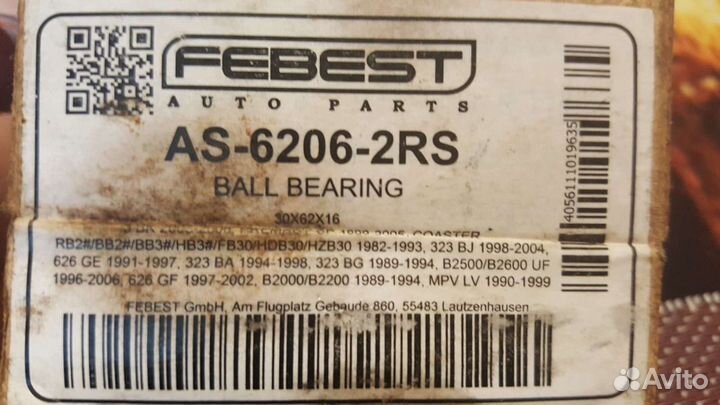 FEBEST
AUTO PARTS
AS-6206-2RS
BALL BEARING
30X62X16
1988-2005, COASTER
RB2#/BB2#/BB3#/HB3#/FB30/HDB30/HZB30 1982-1993, 323 BJ 1998-2004,
626 GE 1991-1997, 323 BA 1994-1998, 323 BG 1989-1994, B2500/B2600 UF
1996-2006, 626 GF 1997-2002, B2000/B2200 1989-1994, MPV LV 1990-1999
FEBEST GmbH, Am Flugplatz Gebaude 860, 55483 Lautzenhausen
4056111019635
Avito